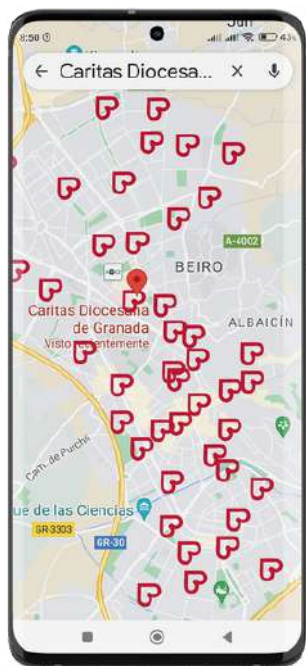 8:50
43%
Caritas Diocesa...
A-4002
BEIRO
Caritas Diocesana
de Granada
Visto recientemente
ALBAICÍN
Cam. de Purchil
ue de las Ciencias
GR-3303
GR-30